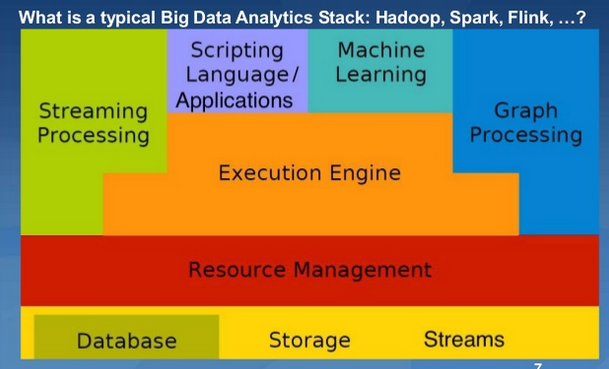 What is a typical Big Data Analytics Stack: Hadoop, Spark, Flink, …?
Streaming
Processing
Scripting
Language/
Applications
Machine
Learning
Graph
Processing
Execution Engine
Resource Management
Database
Storage
Streams
7